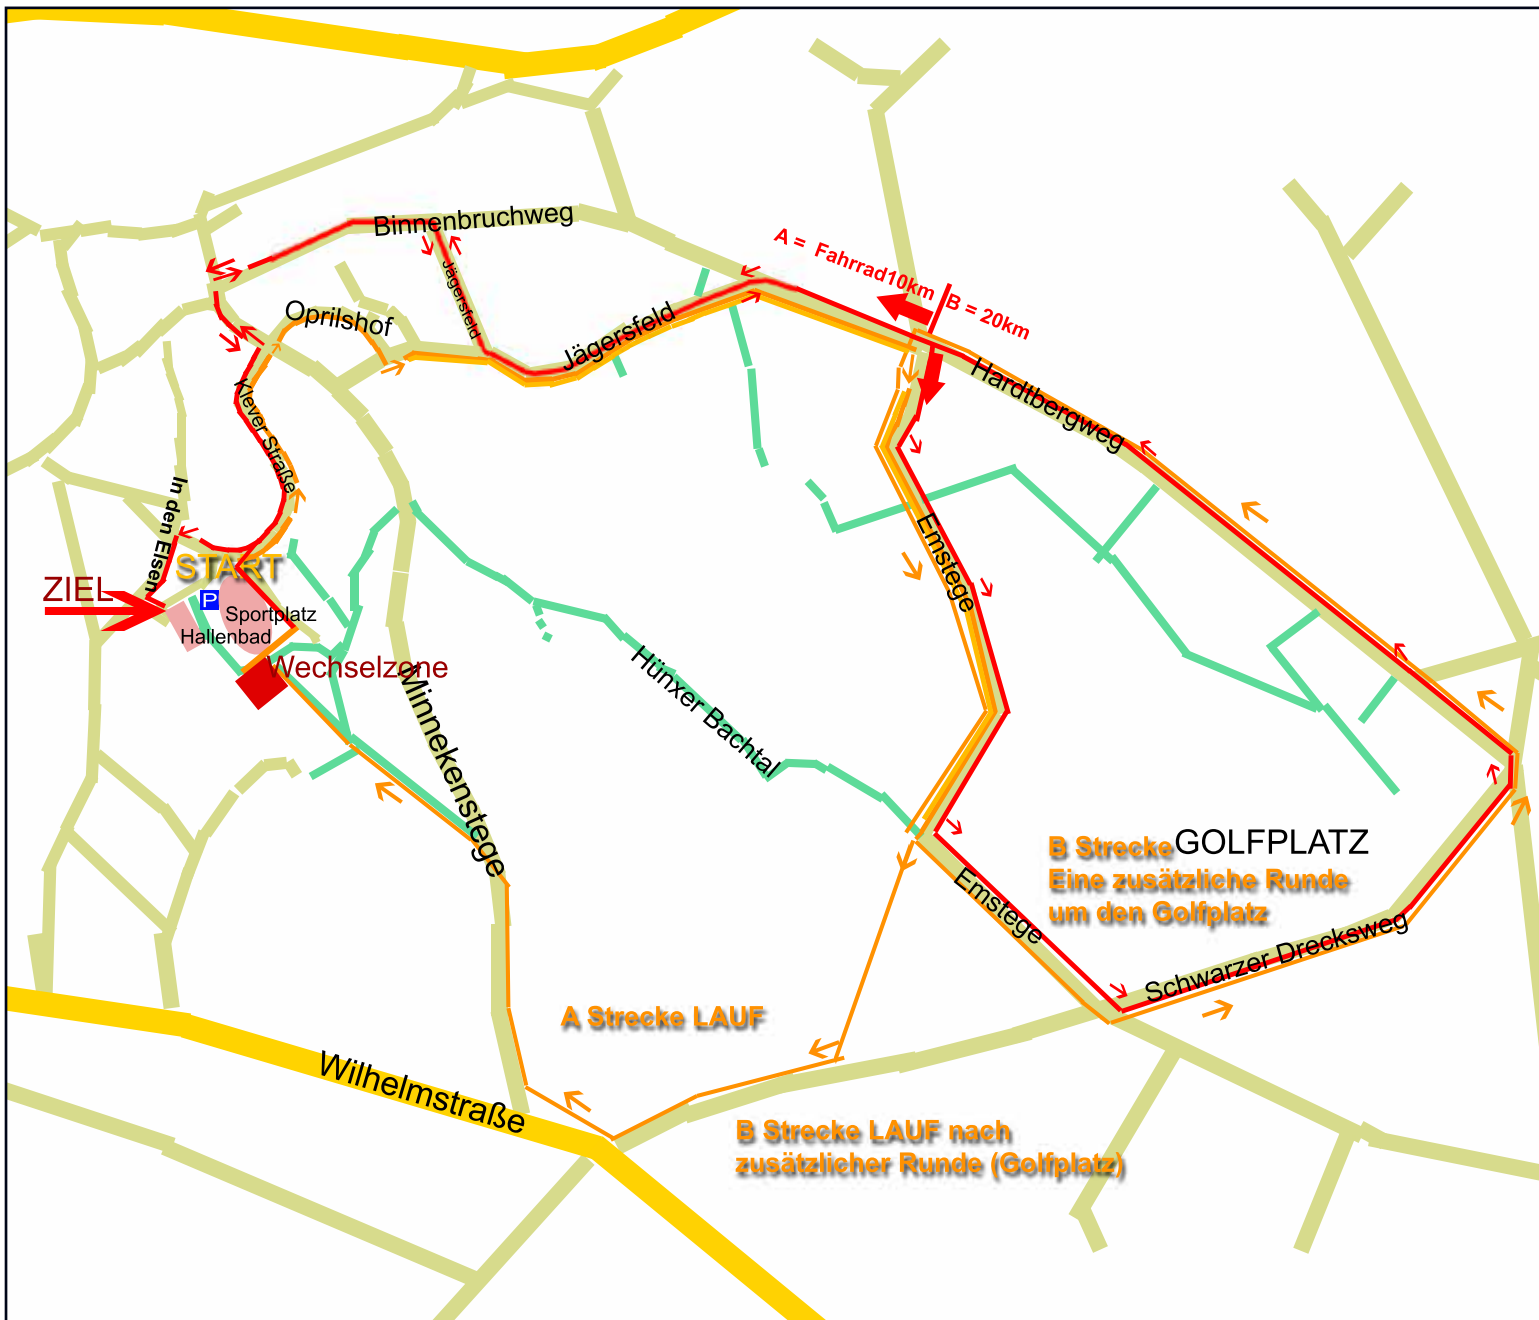 Binnenbruchweg
A = Fahrrad10km
B = 20km
Jägersfeld
Oprilshof
Jägersfeld
Hardtbergweg
Klever Straße
In den Elsen
START
ZIEL
P
Sportplatz
Hallenbad
Wechselzone
Emstege
Hünxer Bachtal
Minnekenstege
B Strecke GOLFPLATZ
Eine zusätzliche Runde
um den Golfplatz
Emstege
Schwarzer Drecksweg
A Strecke LAUF
Wilhelmstraße
B Strecke LAUF nach
zusätzlicher Runde (Golfplatz)